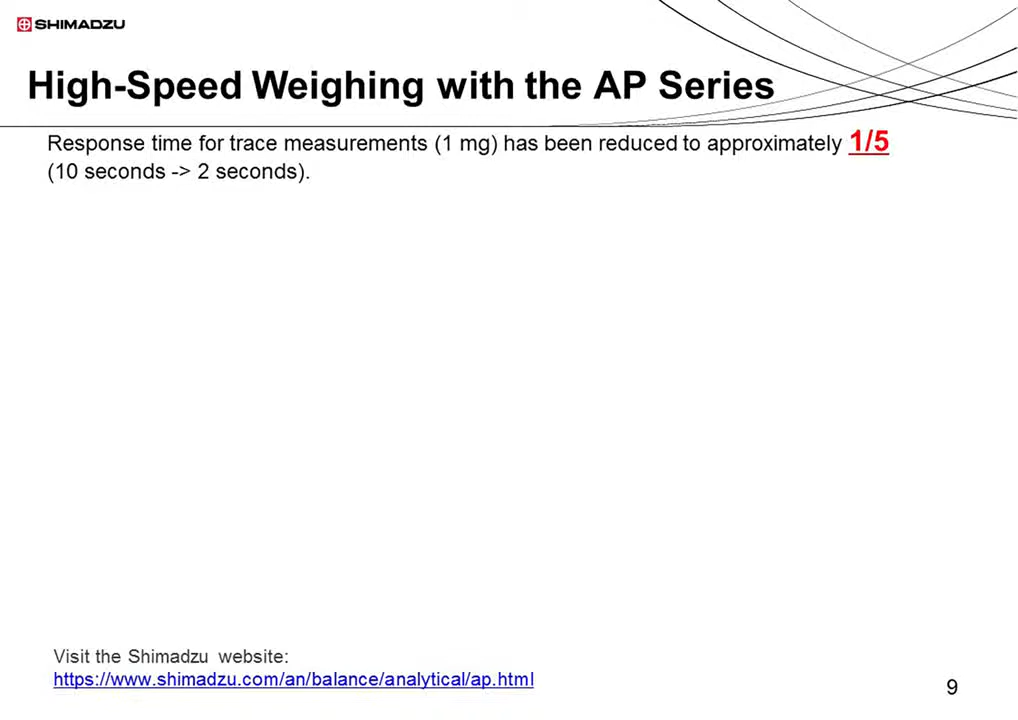 SHIMADZU
High-Speed Weighing with the AP Series
Response time for trace measurements (1 mg) has been reduced to approximately 1/5
(10 seconds -> 2 seconds).
Visit the Shimadzu website:
https://www.shimadzu.com/an/balance/analytical/ap.html
9